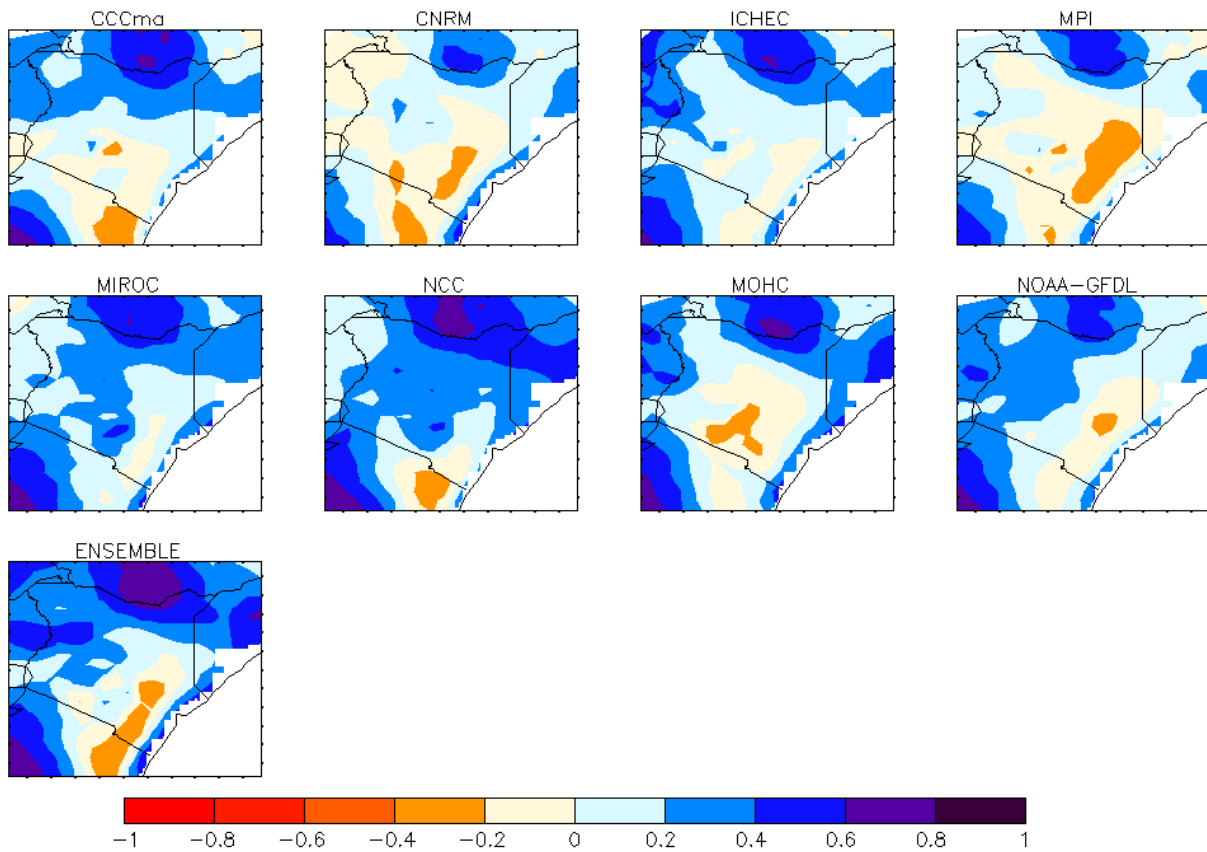 CCCma CNRM ICHEC MPI
MIROC NCC MOHC NOAA-GFDL
ENSEMBLE
-1 -0.8 -0.6 -0.4 -0.2 0 0.2 0.4 0.6 0.8 1